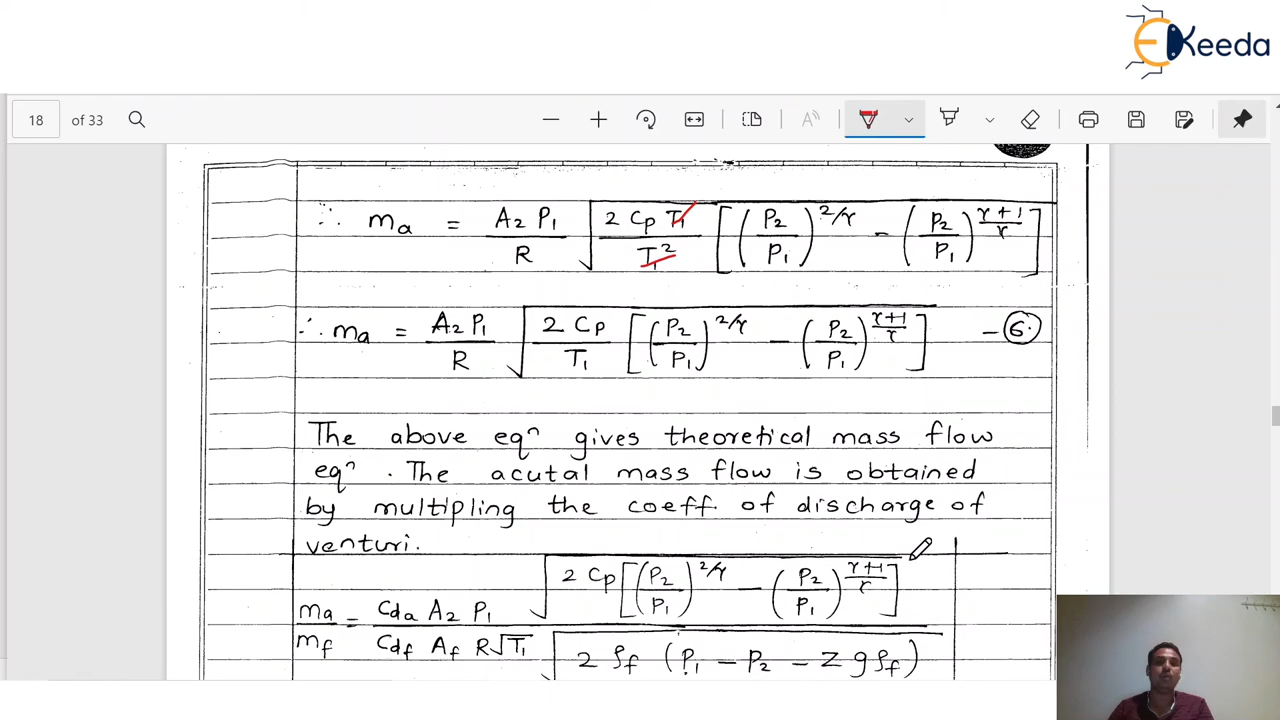 Ekeeda
18 of 33
∴ ma = A2 P1 / R √( 2 Cp T1 / T1^2 [ (P2/P1)^2/r - (P2/P1)^(r+1)/r ] )
∴ ma = A2 P1 / R √( 2 Cp / T1 [ (P2/P1)^2/r - (P2/P1)^(r+1)/r ] ) - 6.
The above eqn gives theoretical mass flow
eqn . The acutal mass flow is obtained
by multipling the coeff. of discharge of
venturi.
ma / mf = Cda A2 P1 √( 2 Cp [ (P2/P1)^2/r - (P2/P1)^(r+1)/r ] )
/ Cdf Af R√T1 √( 2 ρf (P1 - P2 - Z g ρf) )